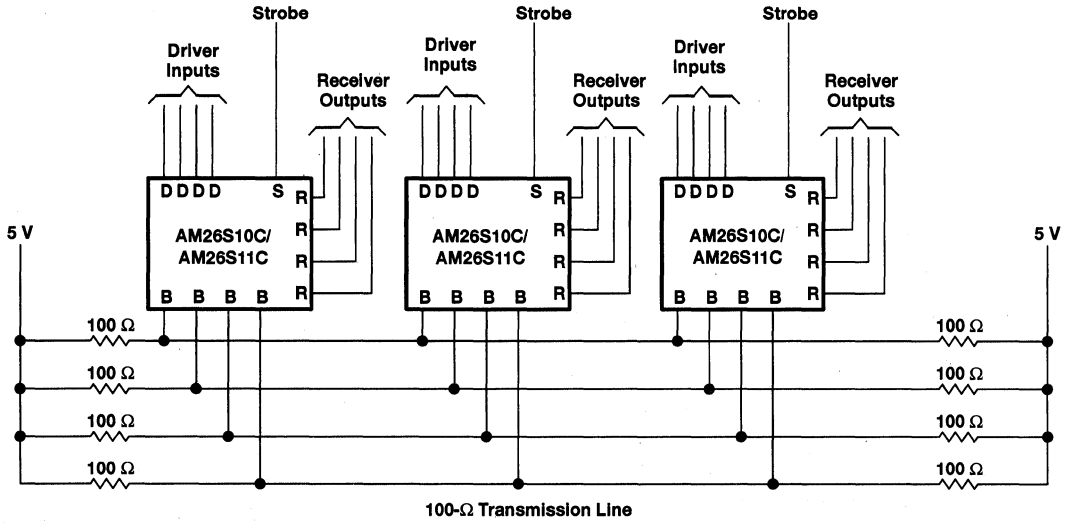 Strobe
Strobe
Strobe
Driver
Inputs
Receiver
Outputs
Driver
Inputs
Receiver
Outputs
Driver
Inputs
Receiver
Outputs
D D D D S R
AM26S10C/
AM26S11C
R
R
B B B B R
D D D D S R
AM26S10C/
AM26S11C
R
R
B B B B R
D D D D S R
AM26S10C/
AM26S11C
R
R
B B B B R
5 V
5 V
100 Ω
100 Ω
100 Ω
100 Ω
100 Ω
100 Ω
100 Ω
100 Ω
100-Ω Transmission Line